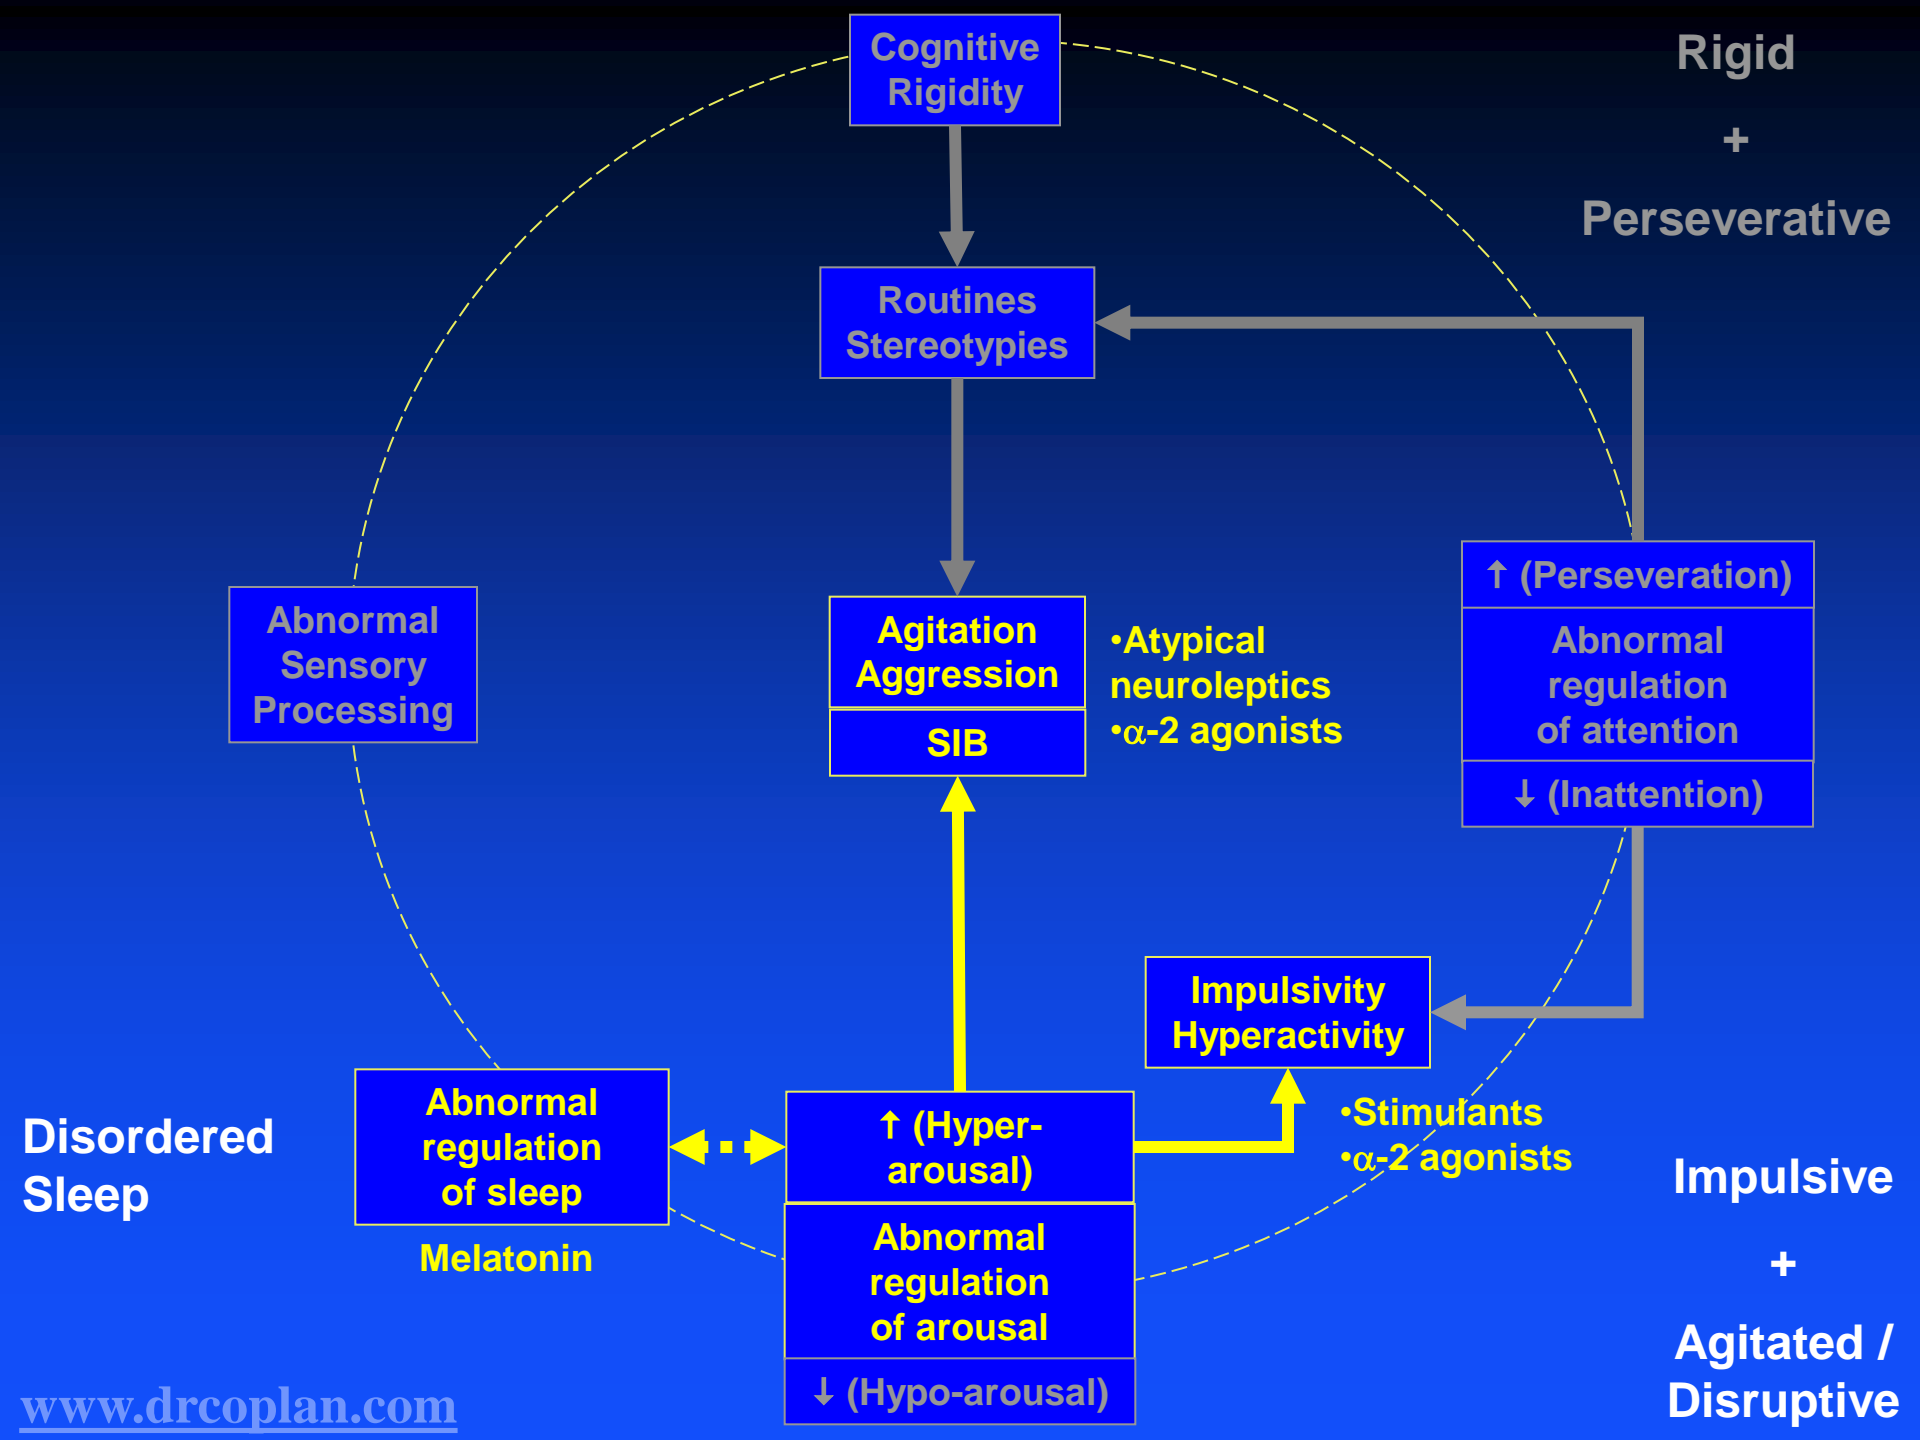 Cognitive
Rigidity
Rigid
+
Perseverative
Routines
Stereotypies
↑ (Perseveration)
Abnormal
regulation
of attention
↓ (Inattention)
Abnormal
Sensory
Processing
Agitation
Aggression
SIB
•Atypical
neuroleptics
•α-2 agonists
Impulsivity
Hyperactivity
•Stimulants
•α-2 agonists
Disordered
Sleep
Abnormal
regulation
of sleep
Melatonin
↑ (Hyper-
arousal)
Abnormal
regulation
of arousal
↓ (Hypo-arousal)
Impulsive
+
Agitated /
Disruptive
www.drcoplan.com